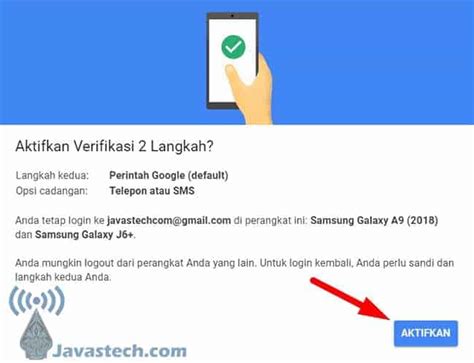 Aktifkan Verifikasi 2 Langkah?
Langkah kedua: Perintah Google (default)
Opsi cadangan: Telepon atau SMS
Anda tetap login ke javastechcom@gmail.com di perangkat ini: Samsung Galaxy A9 (2018)
dan Samsung Galaxy J6+.
Anda mungkin logout dari perangkat Anda yang lain. Untuk login kembali, Anda perlu sandi dan
langkah kedua Anda.
AKTIFKAN
Javastech.com